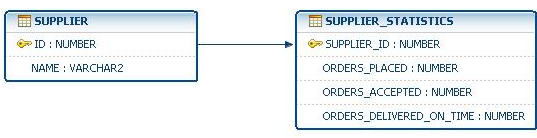 SUPPLIER
ID : NUMBER
NAME : VARCHAR2
SUPPLIER_STATISTICS
SUPPLIER_ID : NUMBER
ORDERS_PLACED : NUMBER
ORDERS_ACCEPTED : NUMBER
ORDERS_DELIVERED_ON_TIME : NUMBER